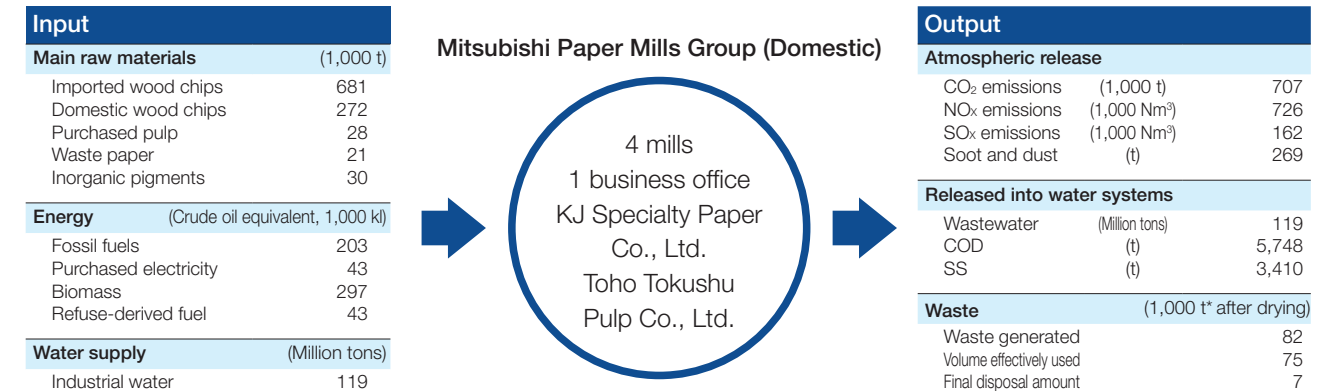 Input
Main raw materials (1,000 t)
Imported wood chips 681
Domestic wood chips 272
Purchased pulp 28
Waste paper 21
Inorganic pigments 30
Energy (Crude oil equivalent, 1,000 kl)
Fossil fuels 203
Purchased electricity 43
Biomass 297
Refuse-derived fuel 43
Water supply (Million tons)
Industrial water 119
Mitsubishi Paper Mills Group (Domestic)
4 mills
1 business office
KJ Specialty Paper
Co., Ltd.
Toho Tokushu
Pulp Co., Ltd.
Output
Atmospheric release
CO₂ emissions (1,000 t) 707
NOx emissions (1,000 Nm³) 726
SOx emissions (1,000 Nm³) 162
Soot and dust (t) 269
Released into water systems
Wastewater (Million tons) 119
COD (t) 5,748
SS (t) 3,410
Waste (1,000 t* after drying)
Waste generated 82
Volume effectively used 75
Final disposal amount 7